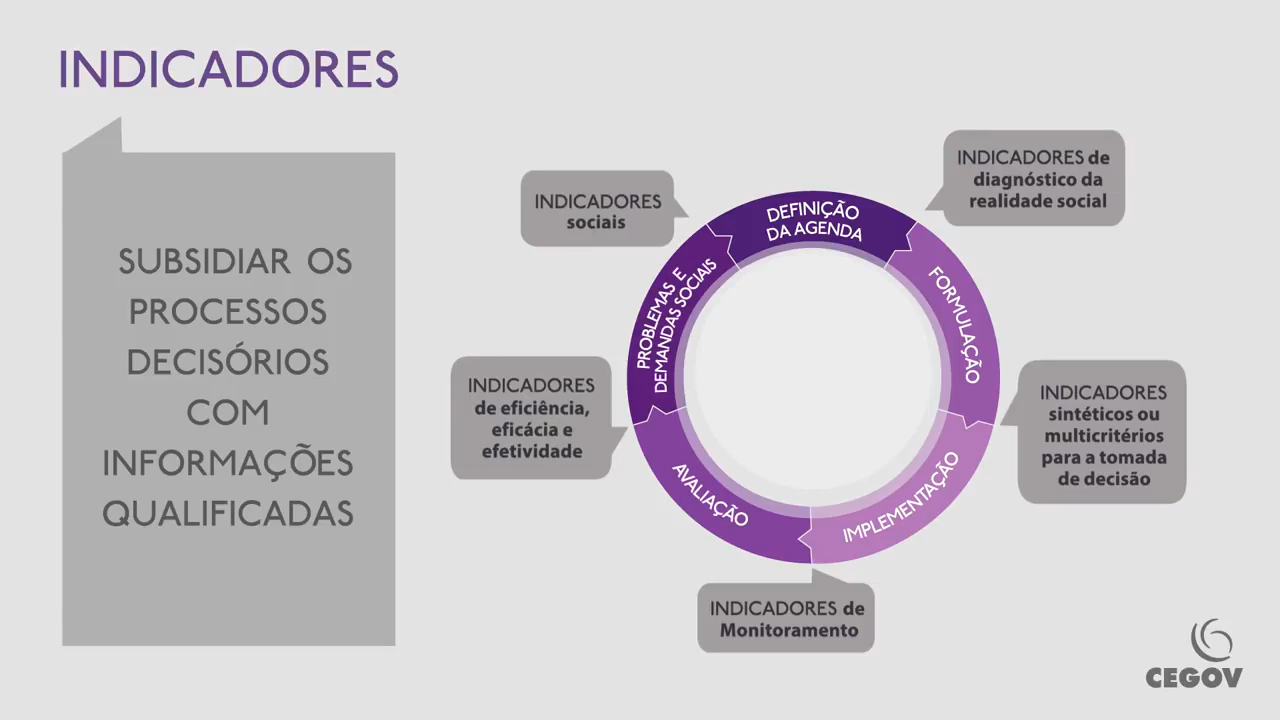 INDICADORES
SUBSIDIAR OS
PROCESSOS
DECISÓRIOS
COM
INFORMAÇÕES
QUALIFICADAS
INDICADORES
sociais
INDICADORES de
diagnóstico da
realidade social
DEFINIÇÃO
DA AGENDA
PROBLEMAS E
DEMANDAS SOCIAIS
FORMULAÇÃO
INDICADORES
de eficiência,
eficácia e
efetividade
INDICADORES
sintéticos ou
multicritérios
para a tomada
de decisão
AVALIAÇÃO
IMPLEMENTAÇÃO
INDICADORES de
Monitoramento
CEGOV